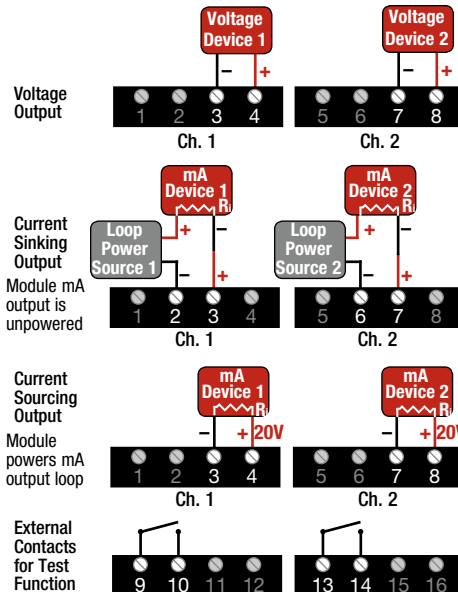 Voltage
Device 1
Voltage
Device 2
– +
– +
Voltage
Output
1 2 3 4
5 6 7 8
Ch. 1
Ch. 2
mA
Device 1
Ri
mA
Device 2
Ri
Current
Sinking
Output
Module mA
output is
unpowered
Loop
Power
Source 1
+ –
– +
Loop
Power
Source 2
+ –
– +
1 2 3 4
5 6 7 8
Ch. 1
Ch. 2
Current
Sourcing
Output
Module
powers mA
output loop
mA
Device 1
Ri
mA
Device 2
Ri
– + 20V
– + 20V
1 2 3 4
5 6 7 8
Ch. 1
Ch. 2
External
Contacts
for Test
Function
9 10 11 12
13 14 15 16